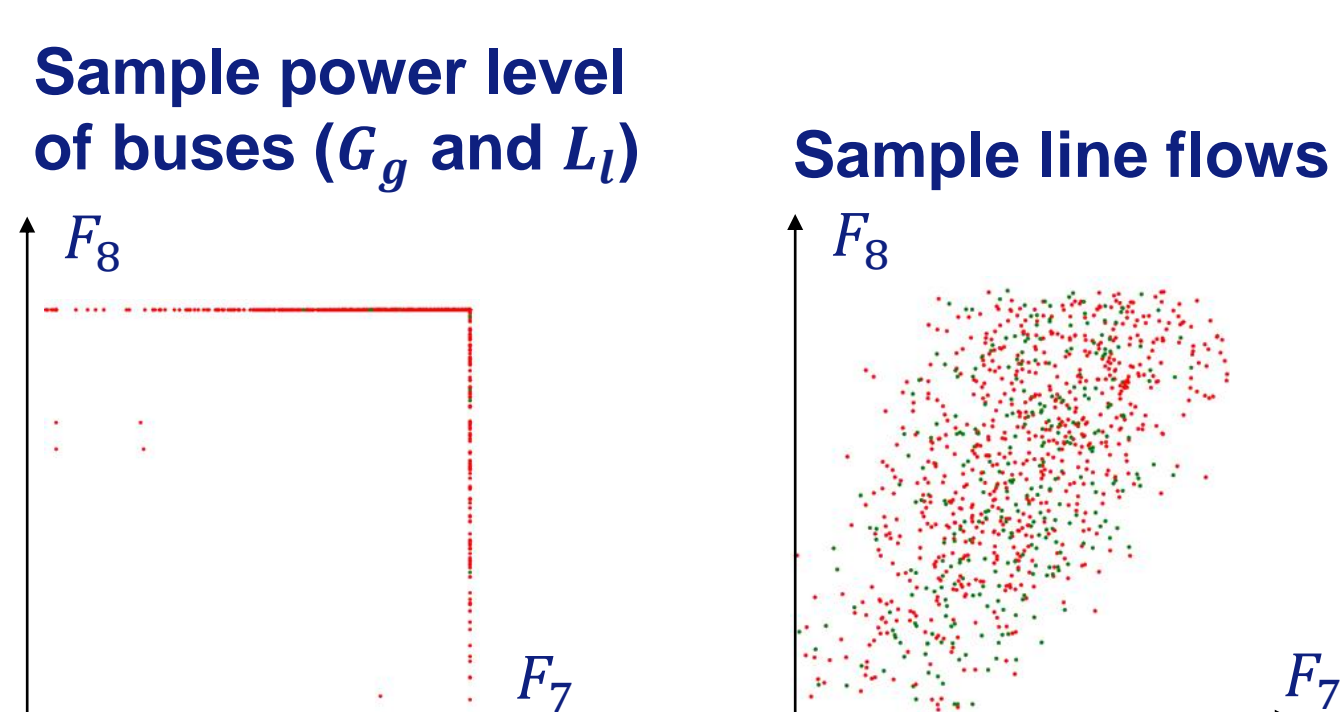 Sample power level
of buses (G_g and L_l)
F_8
F_7
Sample line flows
F_8
F_7